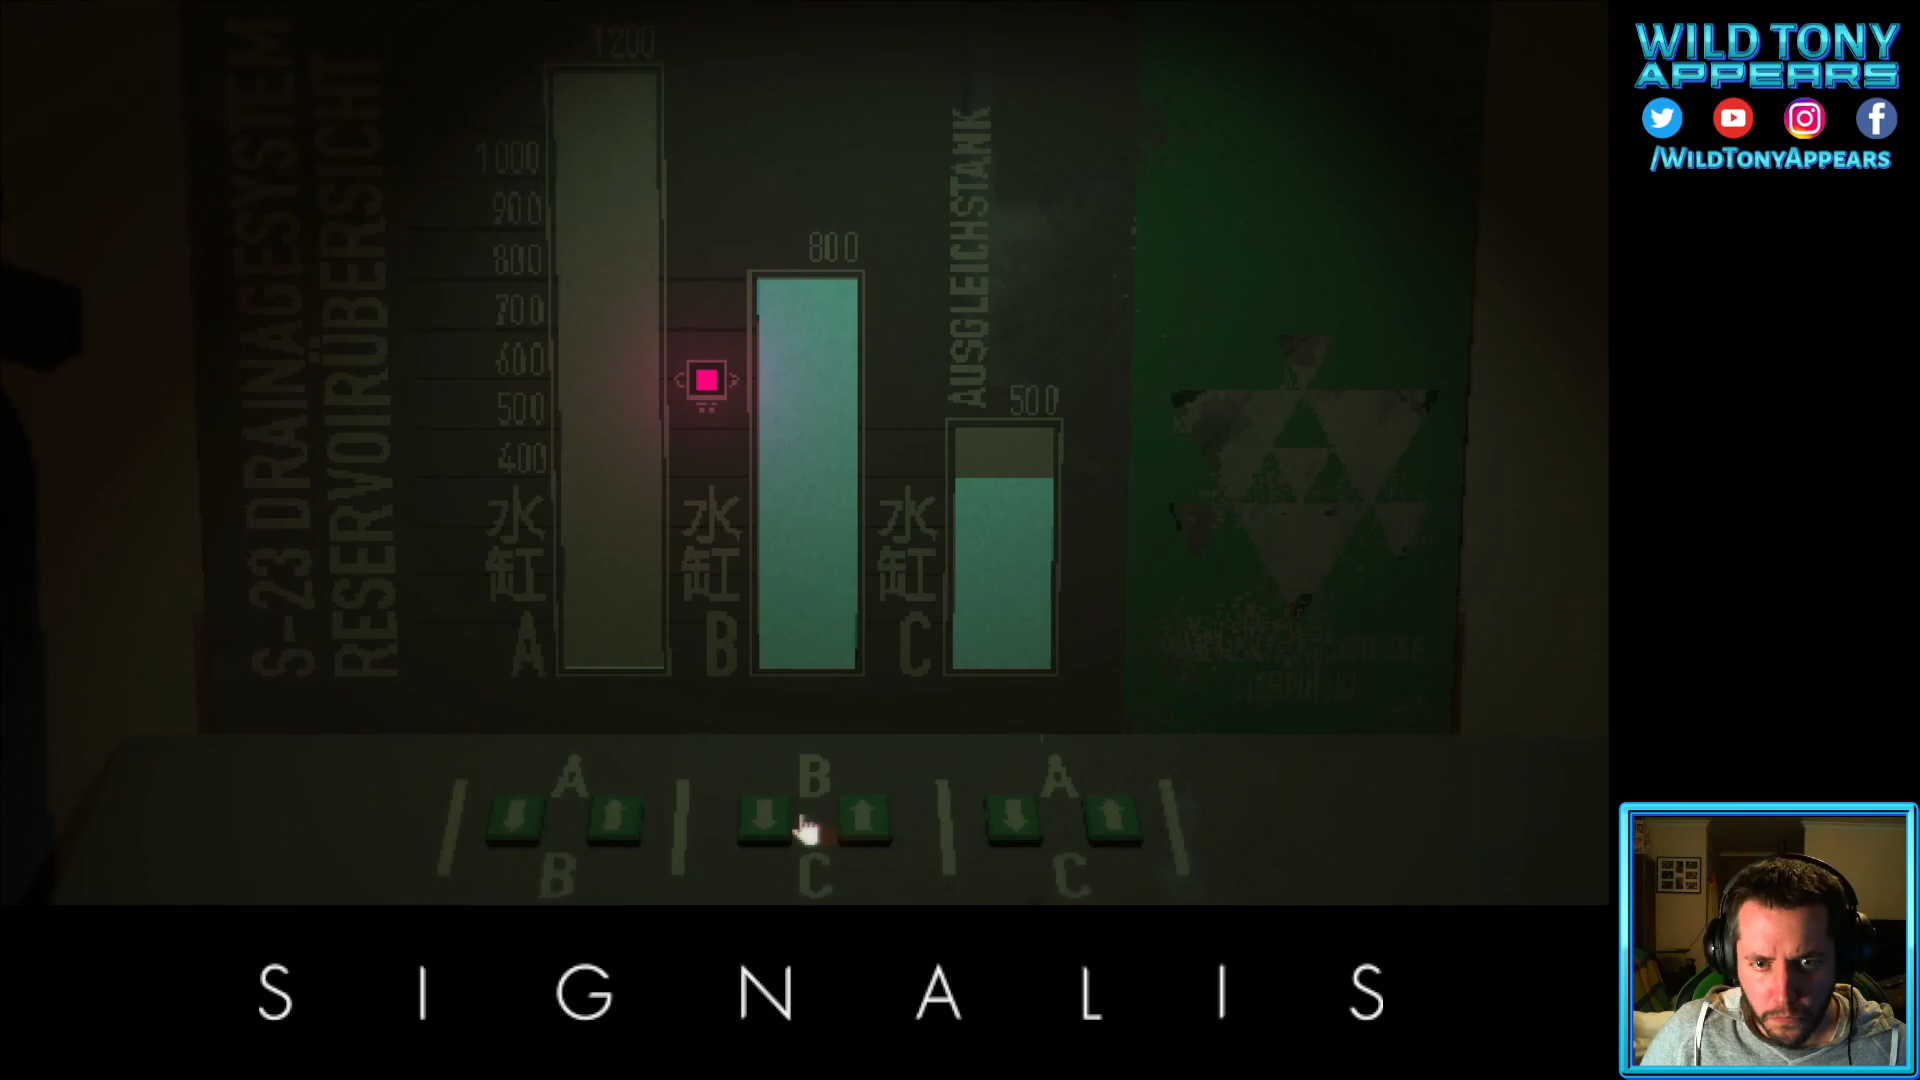 WILD TONY
APPEARS
/WILDTONYAPPEARS
S-23 DRAINAGESYSTEM
RESERVOIRÜBERSICHT
1200
1000
900
800
700
600
500
400
水缸 A
800
水缸 B
AUSGLEICHSTANK
500
水缸 C
A B A
B C C
S I G N A L I S